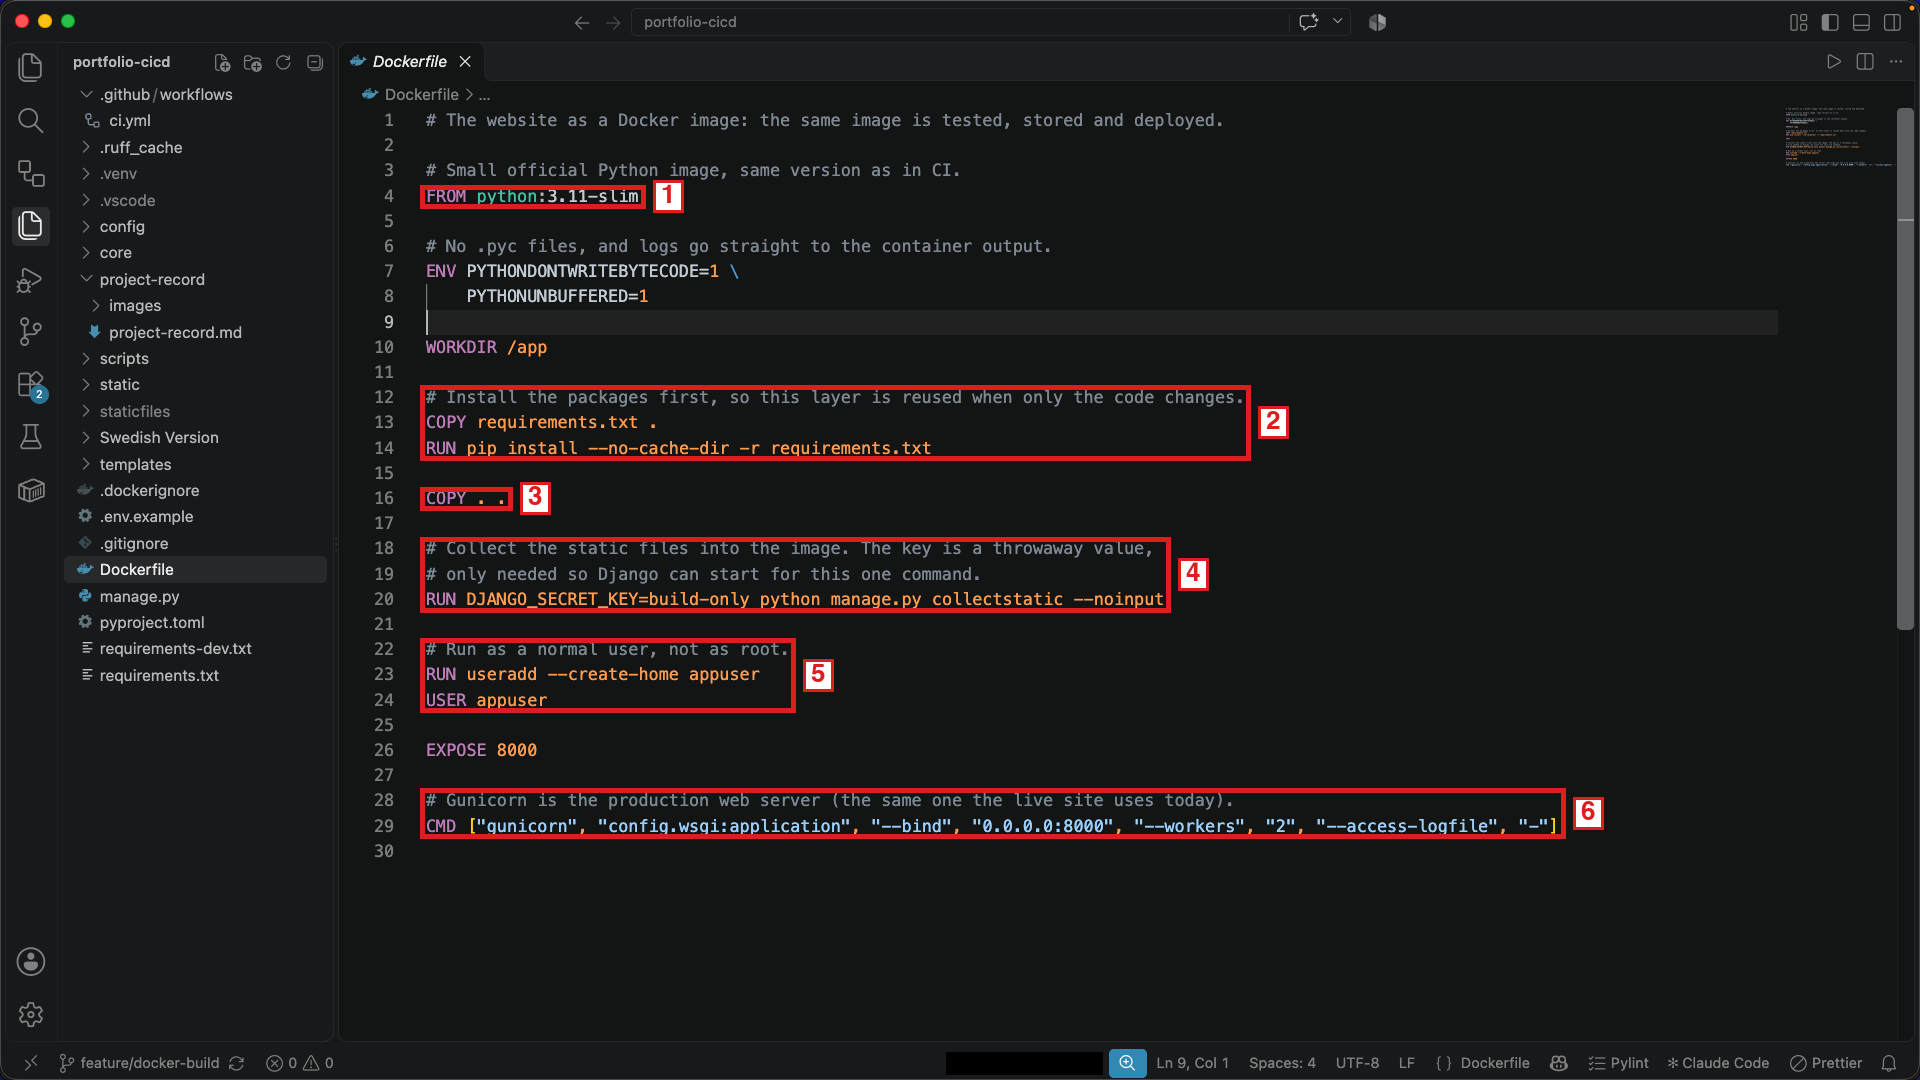 portfolio-cicd
portfolio-cicd
.github/workflows
ci.yml
.ruff_cache
.venv
.vscode
config
core
project-record
images
project-record.md
scripts
static
staticfiles
Swedish Version
templates
.dockerignore
.env.example
.gitignore
Dockerfile
manage.py
pyproject.toml
requirements-dev.txt
requirements.txt
2
Dockerfile
Dockerfile > ...
1 # The website as a Docker image: the same image is tested, stored and deployed.
2
3 # Small official Python image, same version as in CI.
4 FROM python:3.11-slim 1
5
6 # No .pyc files, and logs go straight to the container output.
7 ENV PYTHONDONTWRITEBYTECODE=1 \
8 PYTHONUNBUFFERED=1
9
10 WORKDIR /app
11
12 # Install the packages first, so this layer is reused when only the code changes.
13 COPY requirements.txt . 2
14 RUN pip install --no-cache-dir -r requirements.txt
15
16 COPY . . 3
17
18 # Collect the static files into the image. The key is a throwaway value,
19 # only needed so Django can start for this one command. 4
20 RUN DJANGO_SECRET_KEY=build-only python manage.py collectstatic --noinput
21
22 # Run as a normal user, not as root.
23 RUN useradd --create-home appuser 5
24 USER appuser
25
26 EXPOSE 8000
27
28 # Gunicorn is the production web server (the same one the live site uses today).
29 CMD ["gunicorn", "config.wsgi:application", "--bind", "0.0.0.0:8000", "--workers", "2", "--access-logfile", "-"] 6
30
feature/docker-build 0 0 Ln 9, Col 1 Spaces: 4 UTF-8 LF { } Dockerfile Pylint Claude Code Prettier